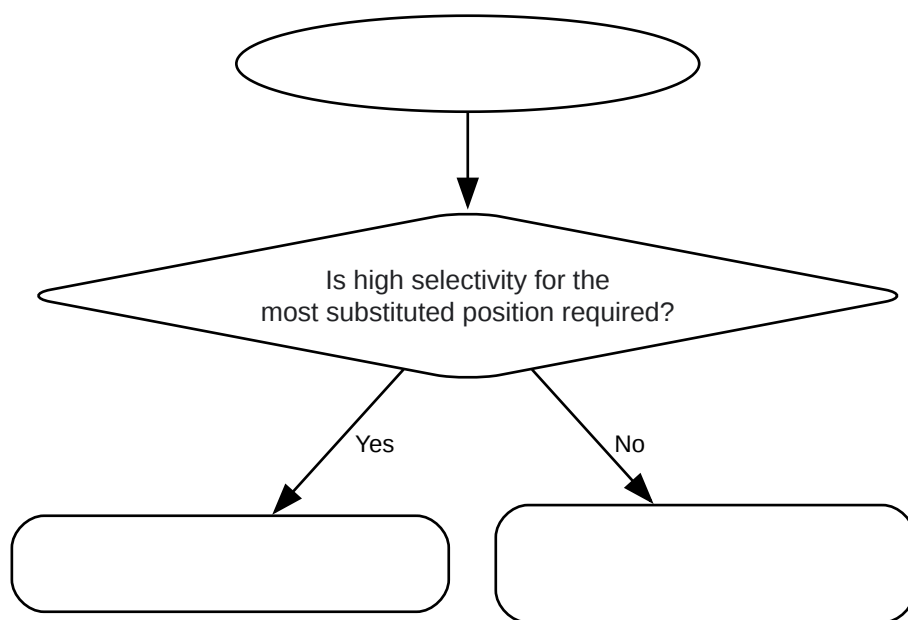 Is high selectivity for the
most substituted position required?
Yes
No